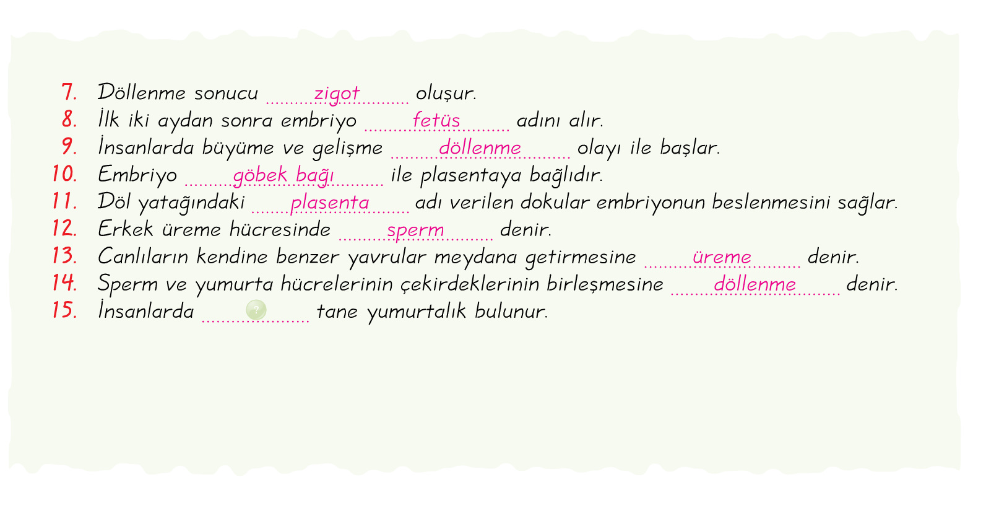 7. Döllenme sonucu zigot oluşur.
8. İlk iki aydan sonra embriyo fetüs adını alır.
9. İnsanlarda büyüme ve gelişme döllenme olayı ile başlar.
10. Embriyo göbek bağı ile plasentaya bağlıdır.
11. Döl yatağındaki plasenta adı verilen dokular embriyonun beslenmesini sağlar.
12. Erkek üreme hücresinde sperm denir.
13. Canlıların kendine benzer yavrular meydana getirmesine üreme denir.
14. Sperm ve yumurta hücrelerinin çekirdeklerinin birleşmesine döllenme denir.
15. İnsanlarda ? tane yumurtalık bulunur.